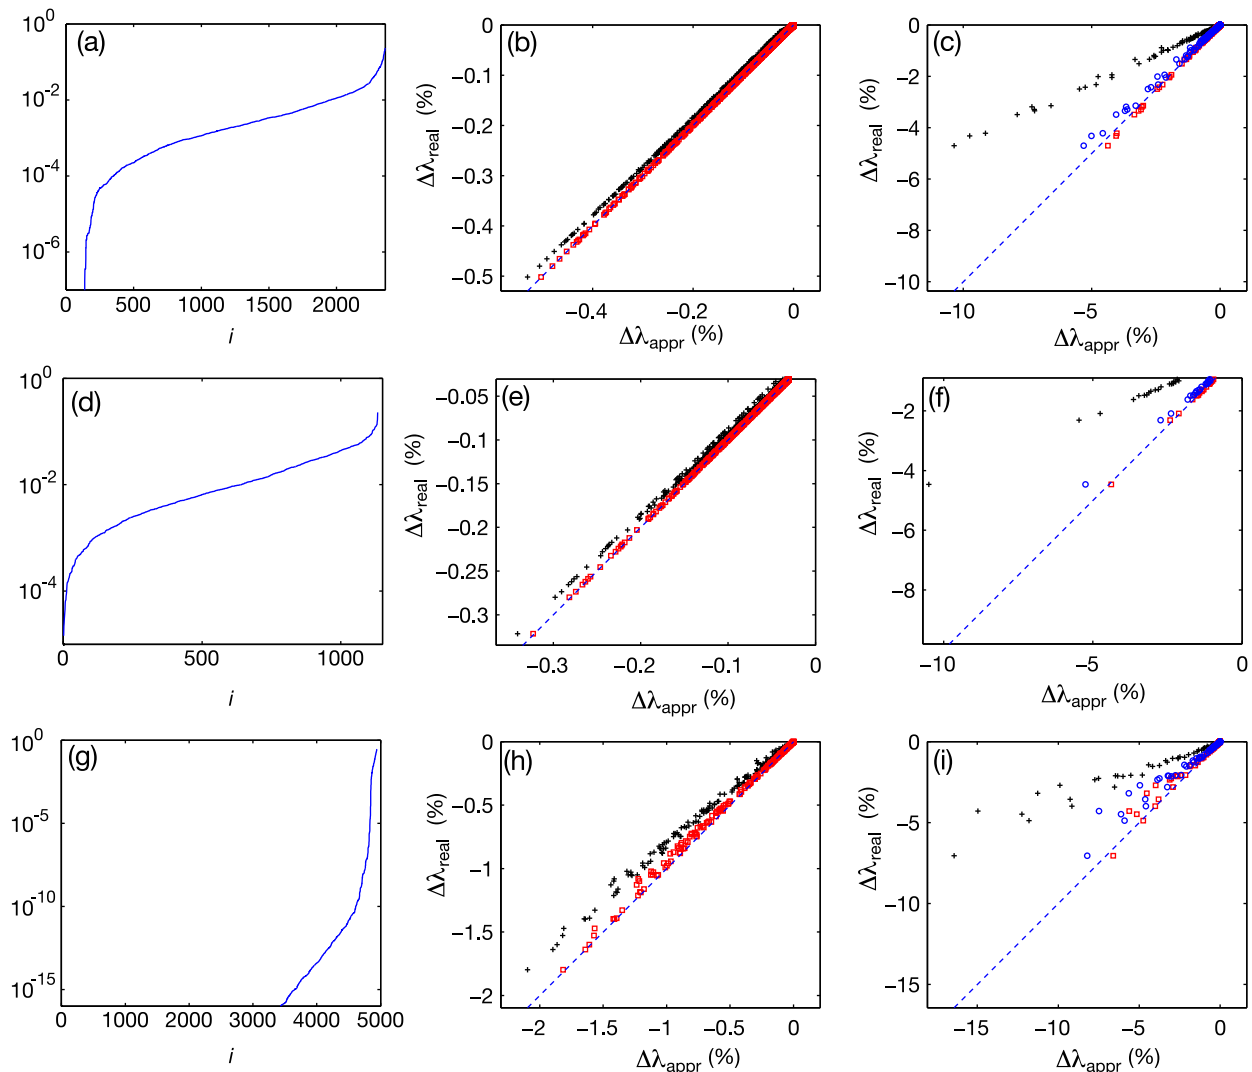 (a)
10^0
10^-2
10^-4
10^-6
0 500 1000 1500 2000
i
(b)
0
−0.1
−0.2
−0.3
−0.4
−0.5
−0.4 −0.2 0
Δλreal (%)
Δλappr (%)
(c)
0
−2
−4
−6
−8
−10
−10 −5 0
Δλreal (%)
Δλappr (%)
(d)
10^0
10^-2
10^-4
0 500 1000
i
(e)
−0.05
−0.1
−0.15
−0.2
−0.25
−0.3
−0.3 −0.2 −0.1 0
Δλreal (%)
Δλappr (%)
(f)
−2
−4
−6
−8
−10 −5 0
Δλreal (%)
Δλappr (%)
(g)
10^0
10^-5
10^-10
10^-15
0 1000 2000 3000 4000 5000
i
(h)
0
−0.5
−1
−1.5
−2
−2 −1.5 −1 −0.5 0
Δλreal (%)
Δλappr (%)
(i)
0
−5
−10
−15
−15 −10 −5 0
Δλreal (%)
Δλappr (%)